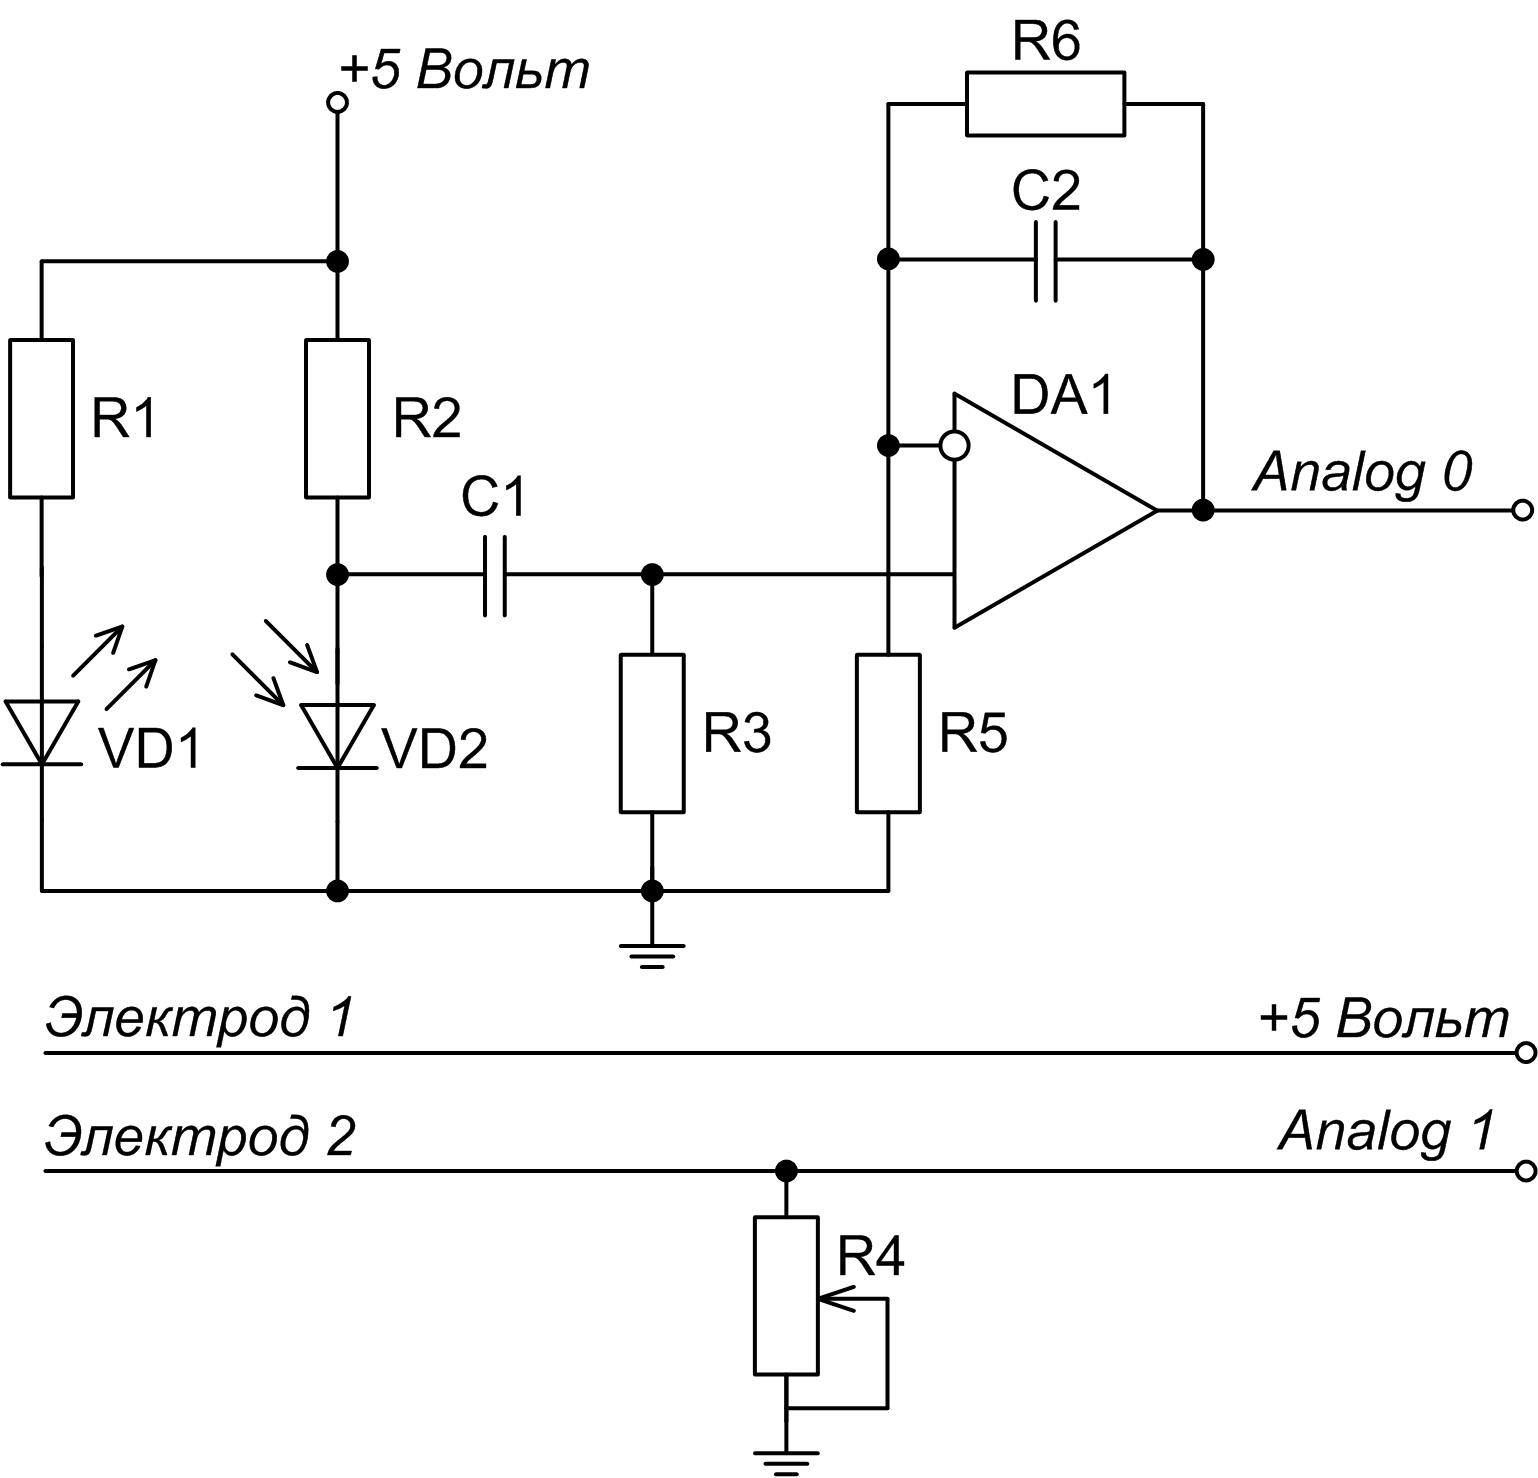 R6
+5 Вольт
C2
DA1
R1
R2
Analog 0
C1
VD1
VD2
R3
R5
Электрод 1
+5 Вольт
Электрод 2
Analog 1
R4